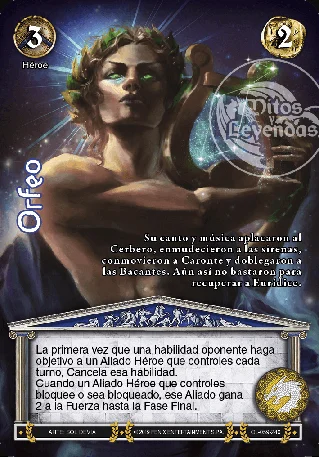 3
2
Héroe
Mitos
y
Leyendas
Orfeo
Su canto y música aplacaron al
Cerbero, enmudecieron a las sirenas,
conmovieron a Caronte y doblegaron a
las Bacantes. Aún así no bastaron para
recuperar a Eurídice.
La primera vez que una habilidad oponente haga
objetivo a un Aliado Héroe que controles cada
turno, Cancela esa habilidad.
Cuando un Aliado Héroe que controles
bloquee o sea bloqueado, ese Aliado gana
2 a la Fuerza hasta la Fase Final.